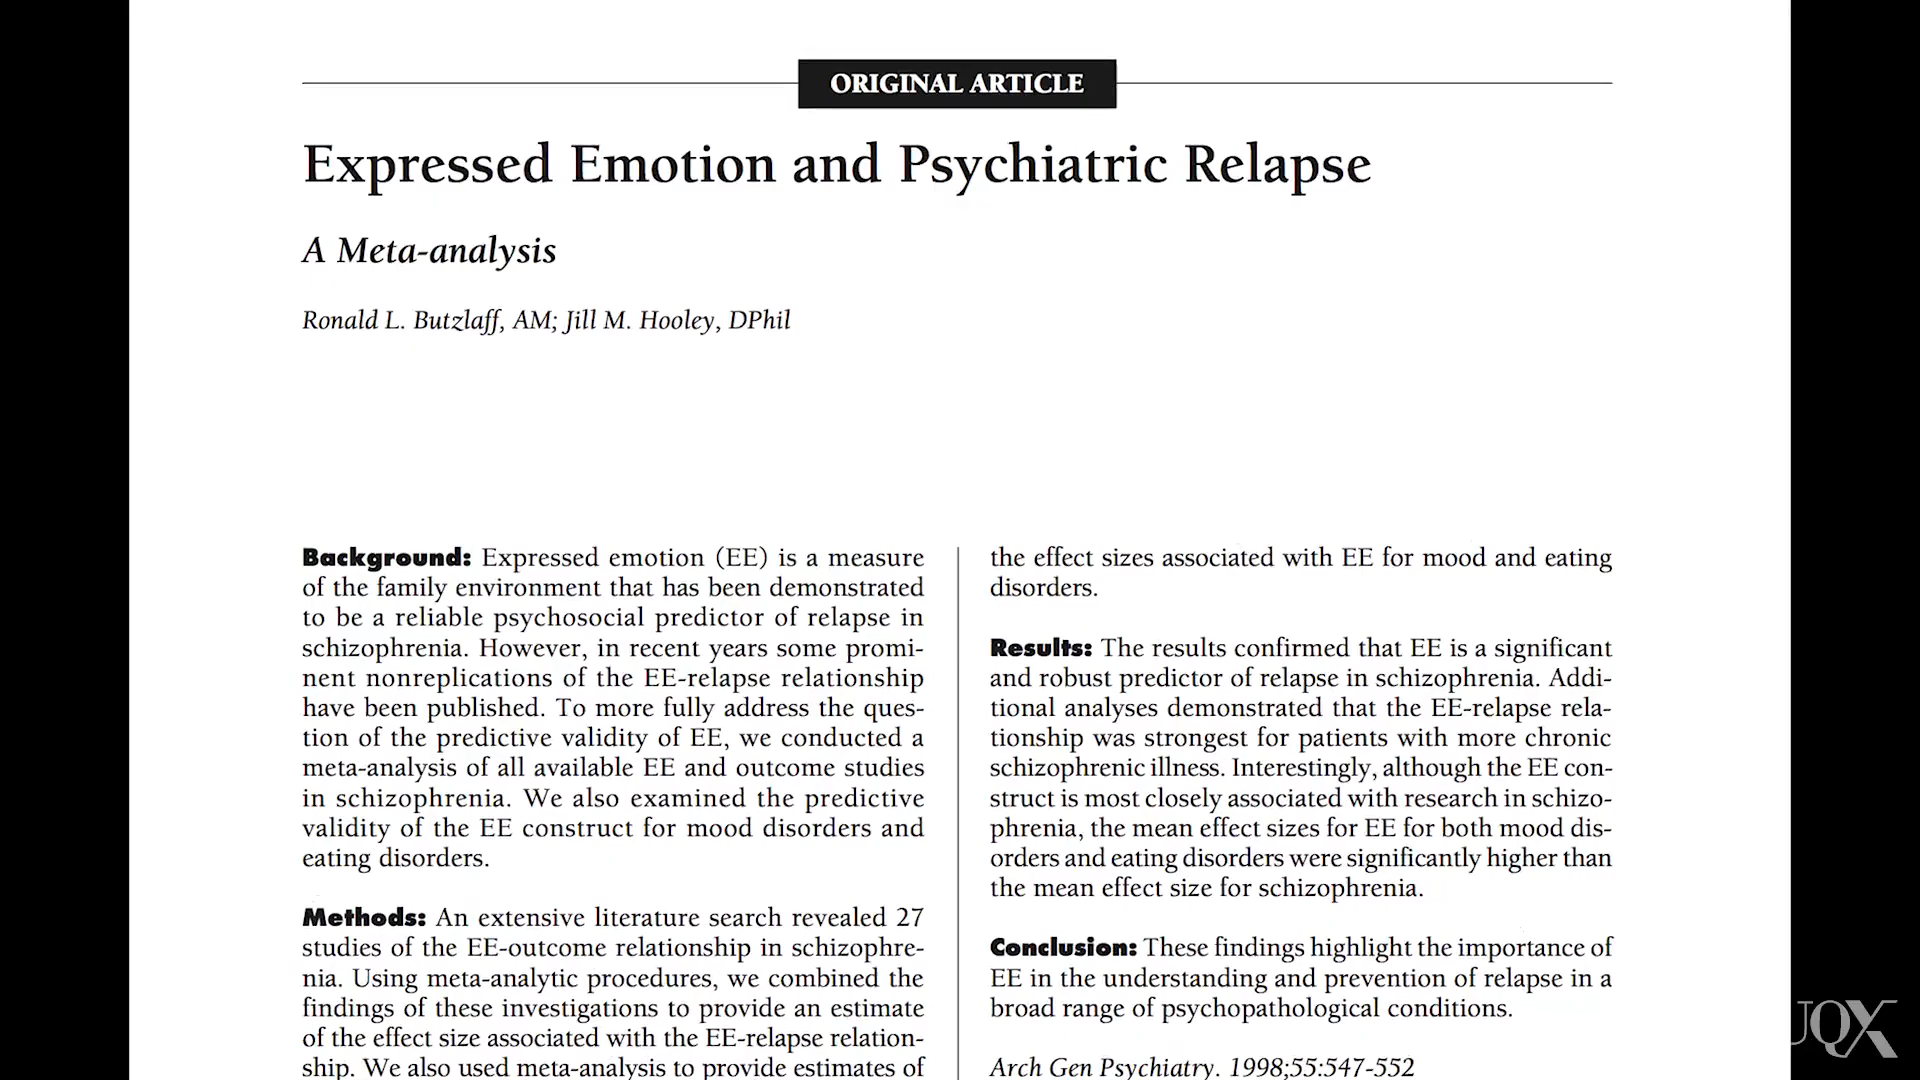 ORIGINAL ARTICLE
Expressed Emotion and Psychiatric Relapse
A Meta-analysis
Ronald L. Butzlaff, AM; Jill M. Hooley, DPhil
Background: Expressed emotion (EE) is a measure
of the family environment that has been demonstrated
to be a reliable psychosocial predictor of relapse in
schizophrenia. However, in recent years some promi-
nent nonreplications of the EE-relapse relationship
have been published. To more fully address the ques-
tion of the predictive validity of EE, we conducted a
meta-analysis of all available EE and outcome studies
in schizophrenia. We also examined the predictive
validity of the EE construct for mood disorders and
eating disorders.
Methods: An extensive literature search revealed 27
studies of the EE-outcome relationship in schizophre-
nia. Using meta-analytic procedures, we combined the
findings of these investigations to provide an estimate
of the effect size associated with the EE-relapse relation-
ship. We also used meta-analysis to provide estimates of
the effect sizes associated with EE for mood and eating
disorders.
Results: The results confirmed that EE is a significant
and robust predictor of relapse in schizophrenia. Addi-
tional analyses demonstrated that the EE-relapse rela-
tionship was strongest for patients with more chronic
schizophrenic illness. Interestingly, although the EE con-
struct is most closely associated with research in schizo-
phrenia, the mean effect sizes for EE for both mood dis-
orders and eating disorders were significantly higher than
the mean effect size for schizophrenia.
Conclusion: These findings highlight the importance of
EE in the understanding and prevention of relapse in a
broad range of psychopathological conditions.
Arch Gen Psychiatry. 1998;55:547-552
JQX